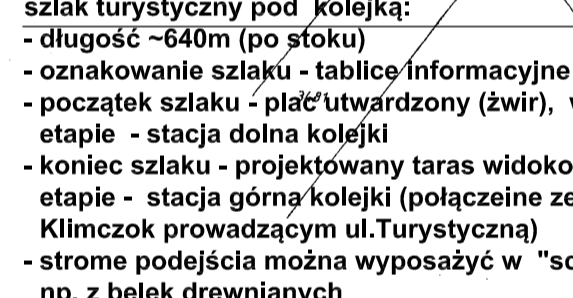 szlak turystyczny pod kolejką:
- długość ~640m (po stoku)
- oznakowanie szlaku - tablice informacyjne
- początek szlaku - plac utwardzony (żwir),
etapie - stacja dolna kolejki
- koniec szlaku - projektowany taras widoko
etapie - stacja górna kolejki (połączeine ze
Klimczok prowadzącym ul.Turystyczną)
- strome podejścia można wyposażyć w "sc
np. z belek drewnianych